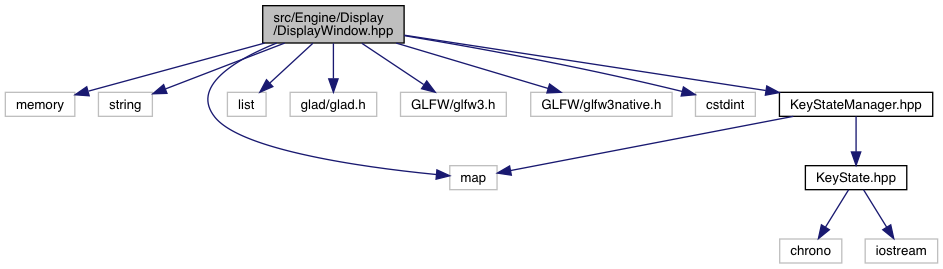 src/Engine/Display
/DisplayWindow.hpp
memory
string
list
glad/glad.h
GLFW/glfw3.h
GLFW/glfw3native.h
cstdint
KeyStateManager.hpp
map
KeyState.hpp
chrono
iostream